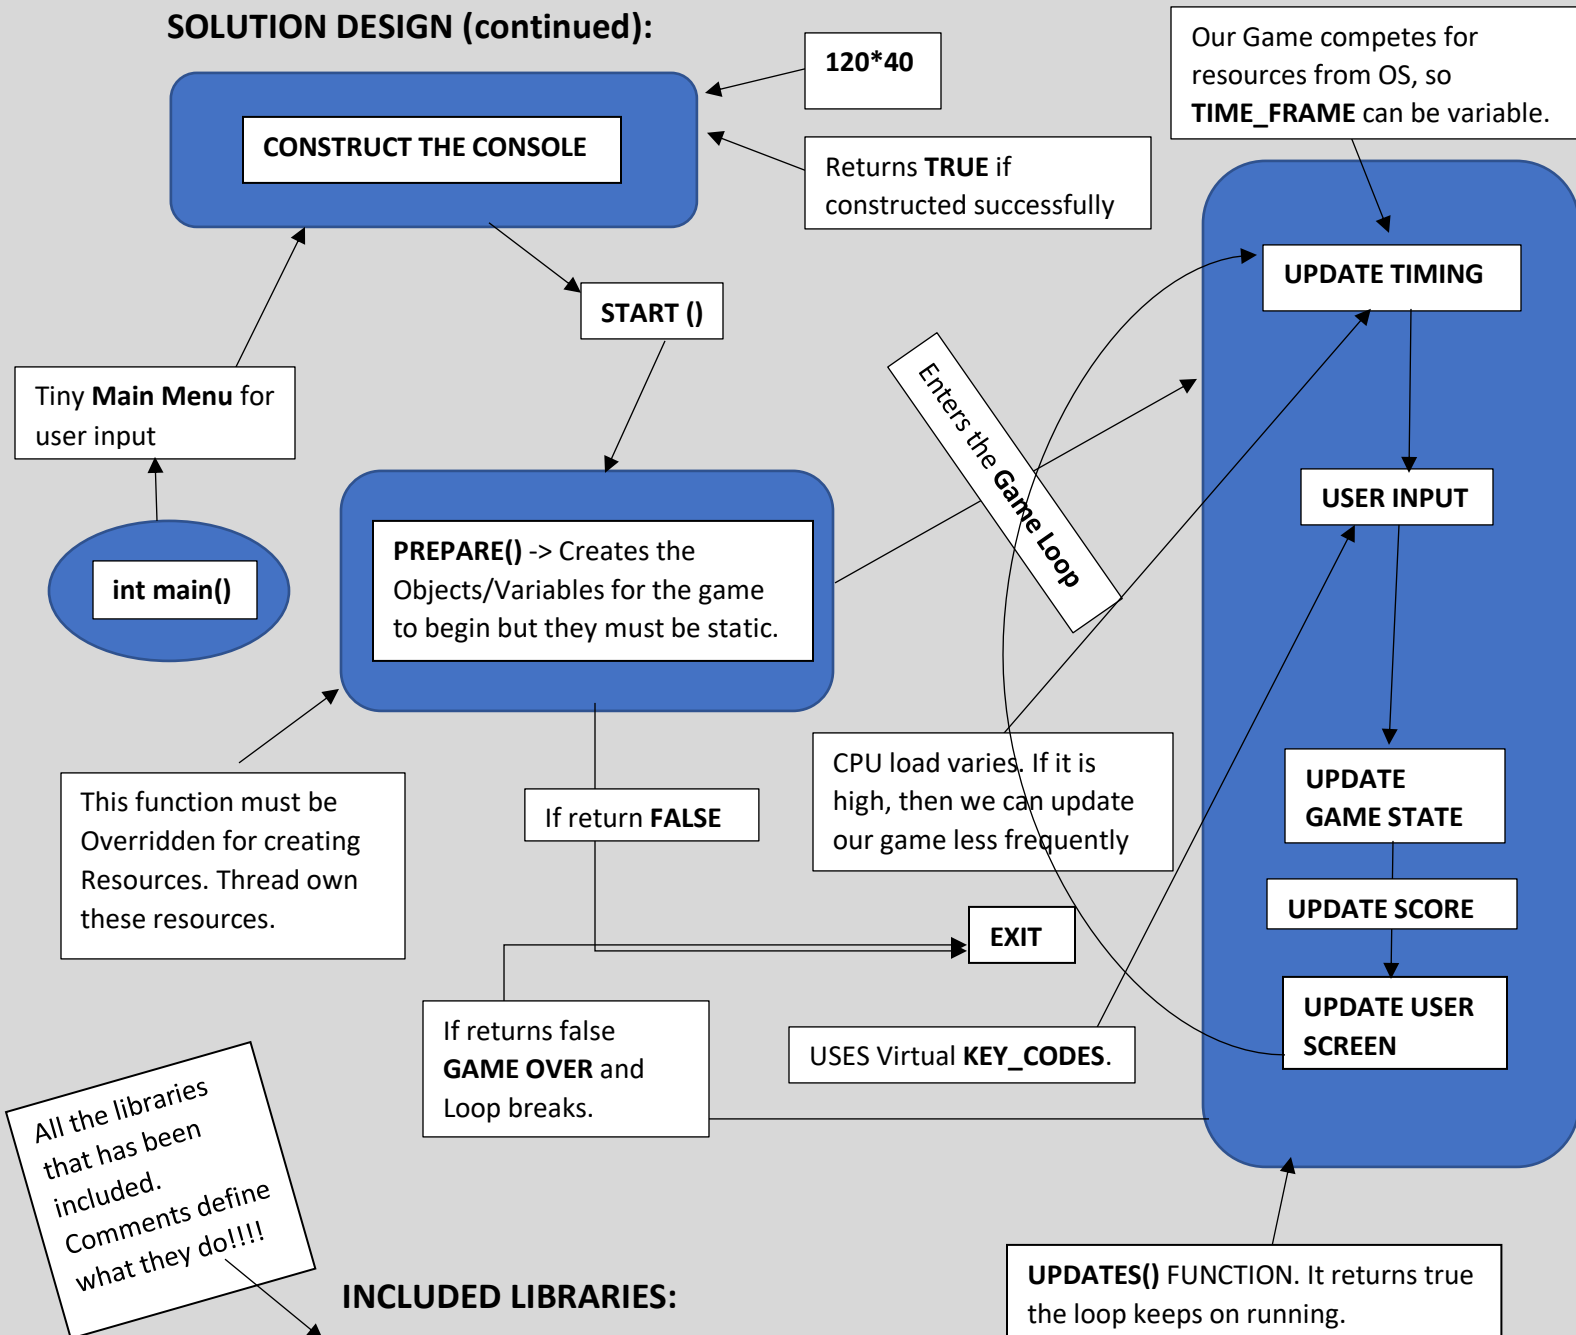 SOLUTION DESIGN (continued):
120*40
Our Game competes for
resources from OS, so
TIME_FRAME can be variable.
CONSTRUCT THE CONSOLE
Returns TRUE if
constructed successfully
UPDATE TIMING
START ()
Tiny Main Menu for
user input
Enters the Game Loop
USER INPUT
PREPARE() -> Creates the
Objects/Variables for the game
to begin but they must be static.
int main()
CPU load varies. If it is
high, then we can update
our game less frequently
UPDATE
GAME STATE
This function must be
Overridden for creating
Resources. Thread own
these resources.
If return FALSE
UPDATE SCORE
EXIT
If returns false
GAME OVER and
Loop breaks.
USES Virtual KEY_CODES.
UPDATE USER
SCREEN
All the libraries
that has been
included.
Comments define
what they do!!!!
INCLUDED LIBRARIES:
UPDATES() FUNCTION. It returns true
the loop keeps on running.